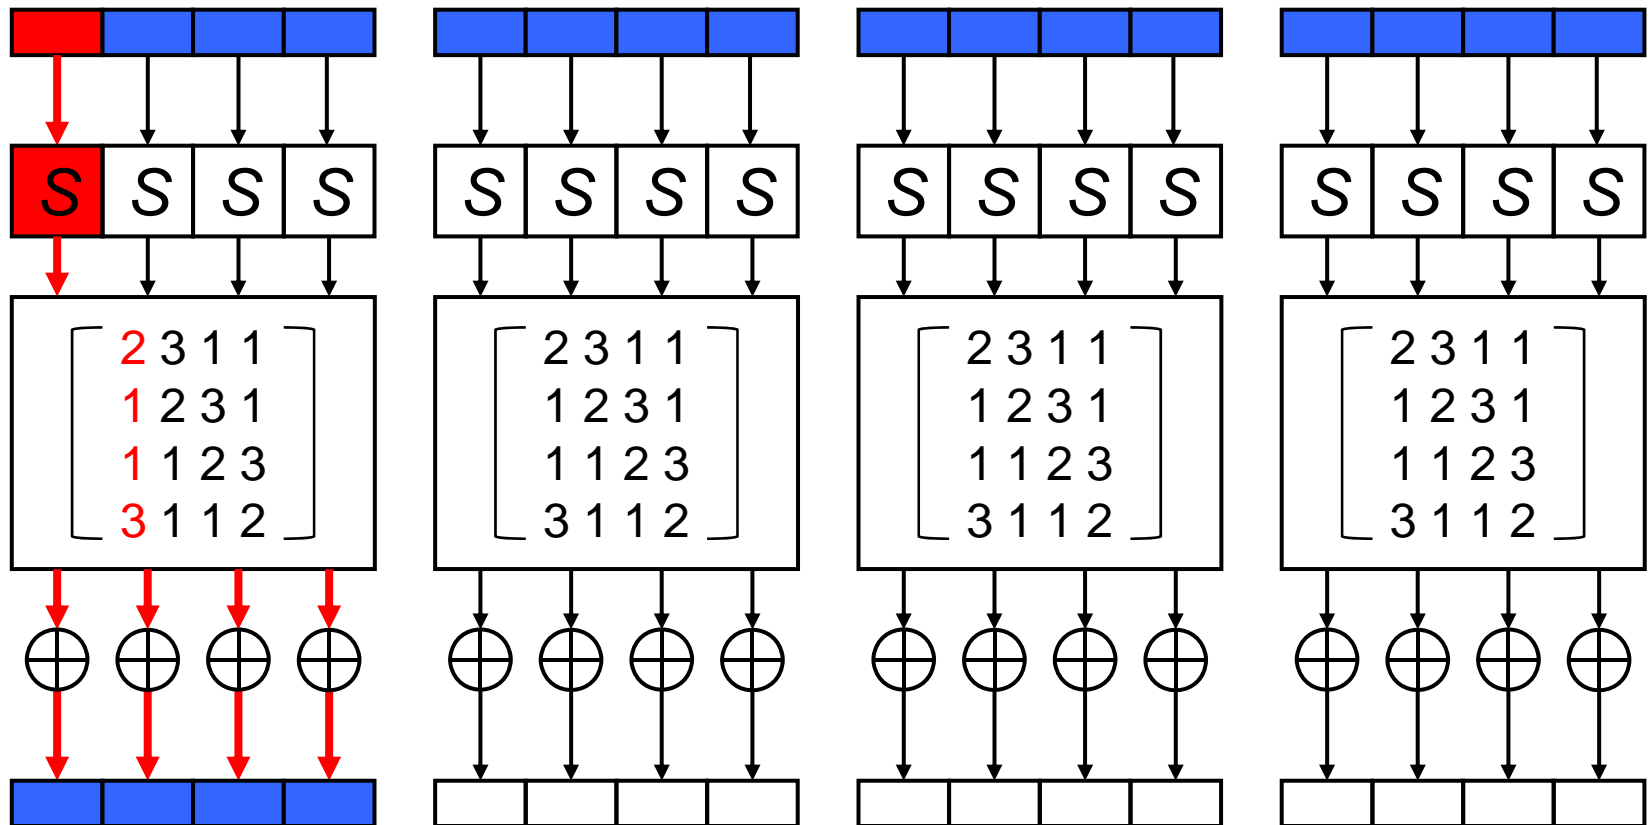 S S S S S S S S S S S S S S S S
2 3 1 1 2 3 1 1 2 3 1 1 2 3 1 1
1 2 3 1 1 2 3 1 1 2 3 1 1 2 3 1
1 1 2 3 1 1 2 3 1 1 2 3 1 1 2 3
3 1 1 2 3 1 1 2 3 1 1 2 3 1 1 2